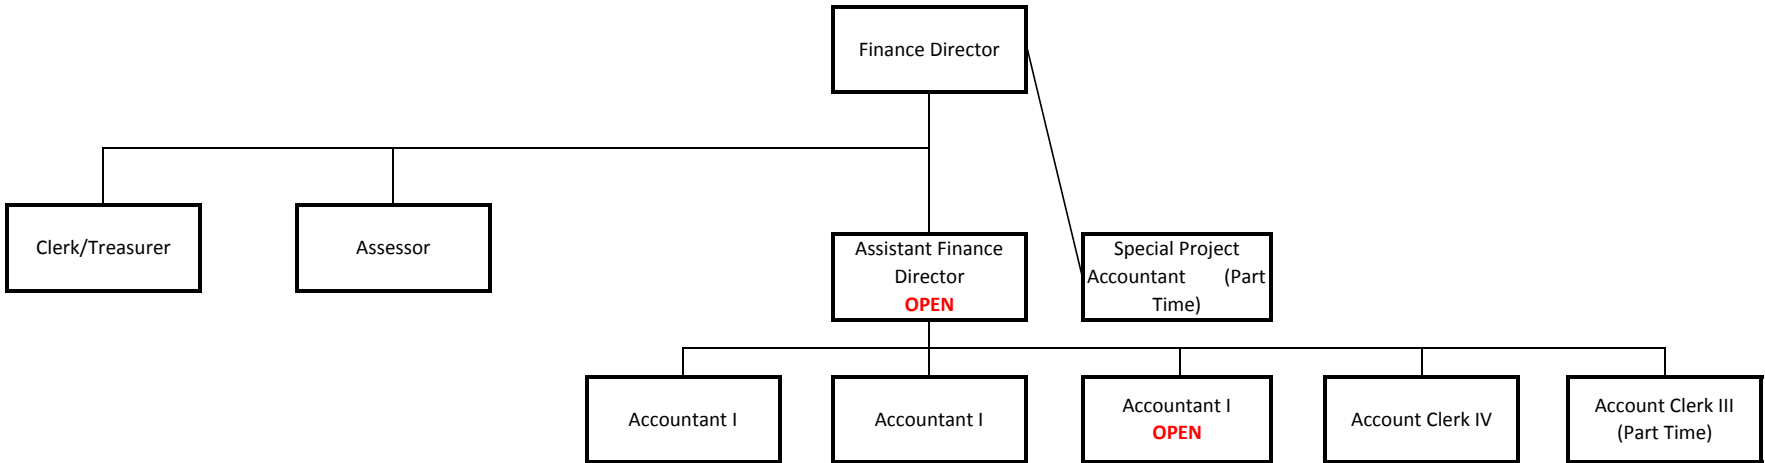 Finance Director
Clerk/Treasurer
Assessor
Assistant Finance
Director
OPEN
Special Project
Accountant (Part
Time)
Accountant I
Accountant I
Accountant I
OPEN
Account Clerk IV
Account Clerk III
(Part Time)